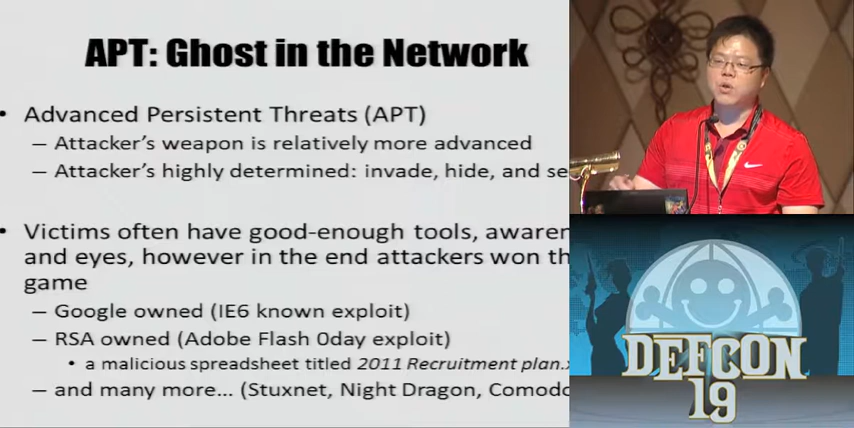 APT: Ghost in the Network
• Advanced Persistent Threats (APT)
– Attacker's weapon is relatively more advanced
– Attacker's highly determined: invade, hide, and se
• Victims often have good-enough tools, awaren
and eyes, however in the end attackers won th
game
– Google owned (IE6 known exploit)
– RSA owned (Adobe Flash 0day exploit)
• a malicious spreadsheet titled 2011 Recruitment plan.x
– and many more... (Stuxnet, Night Dragon, Comodo
DEFCON
19